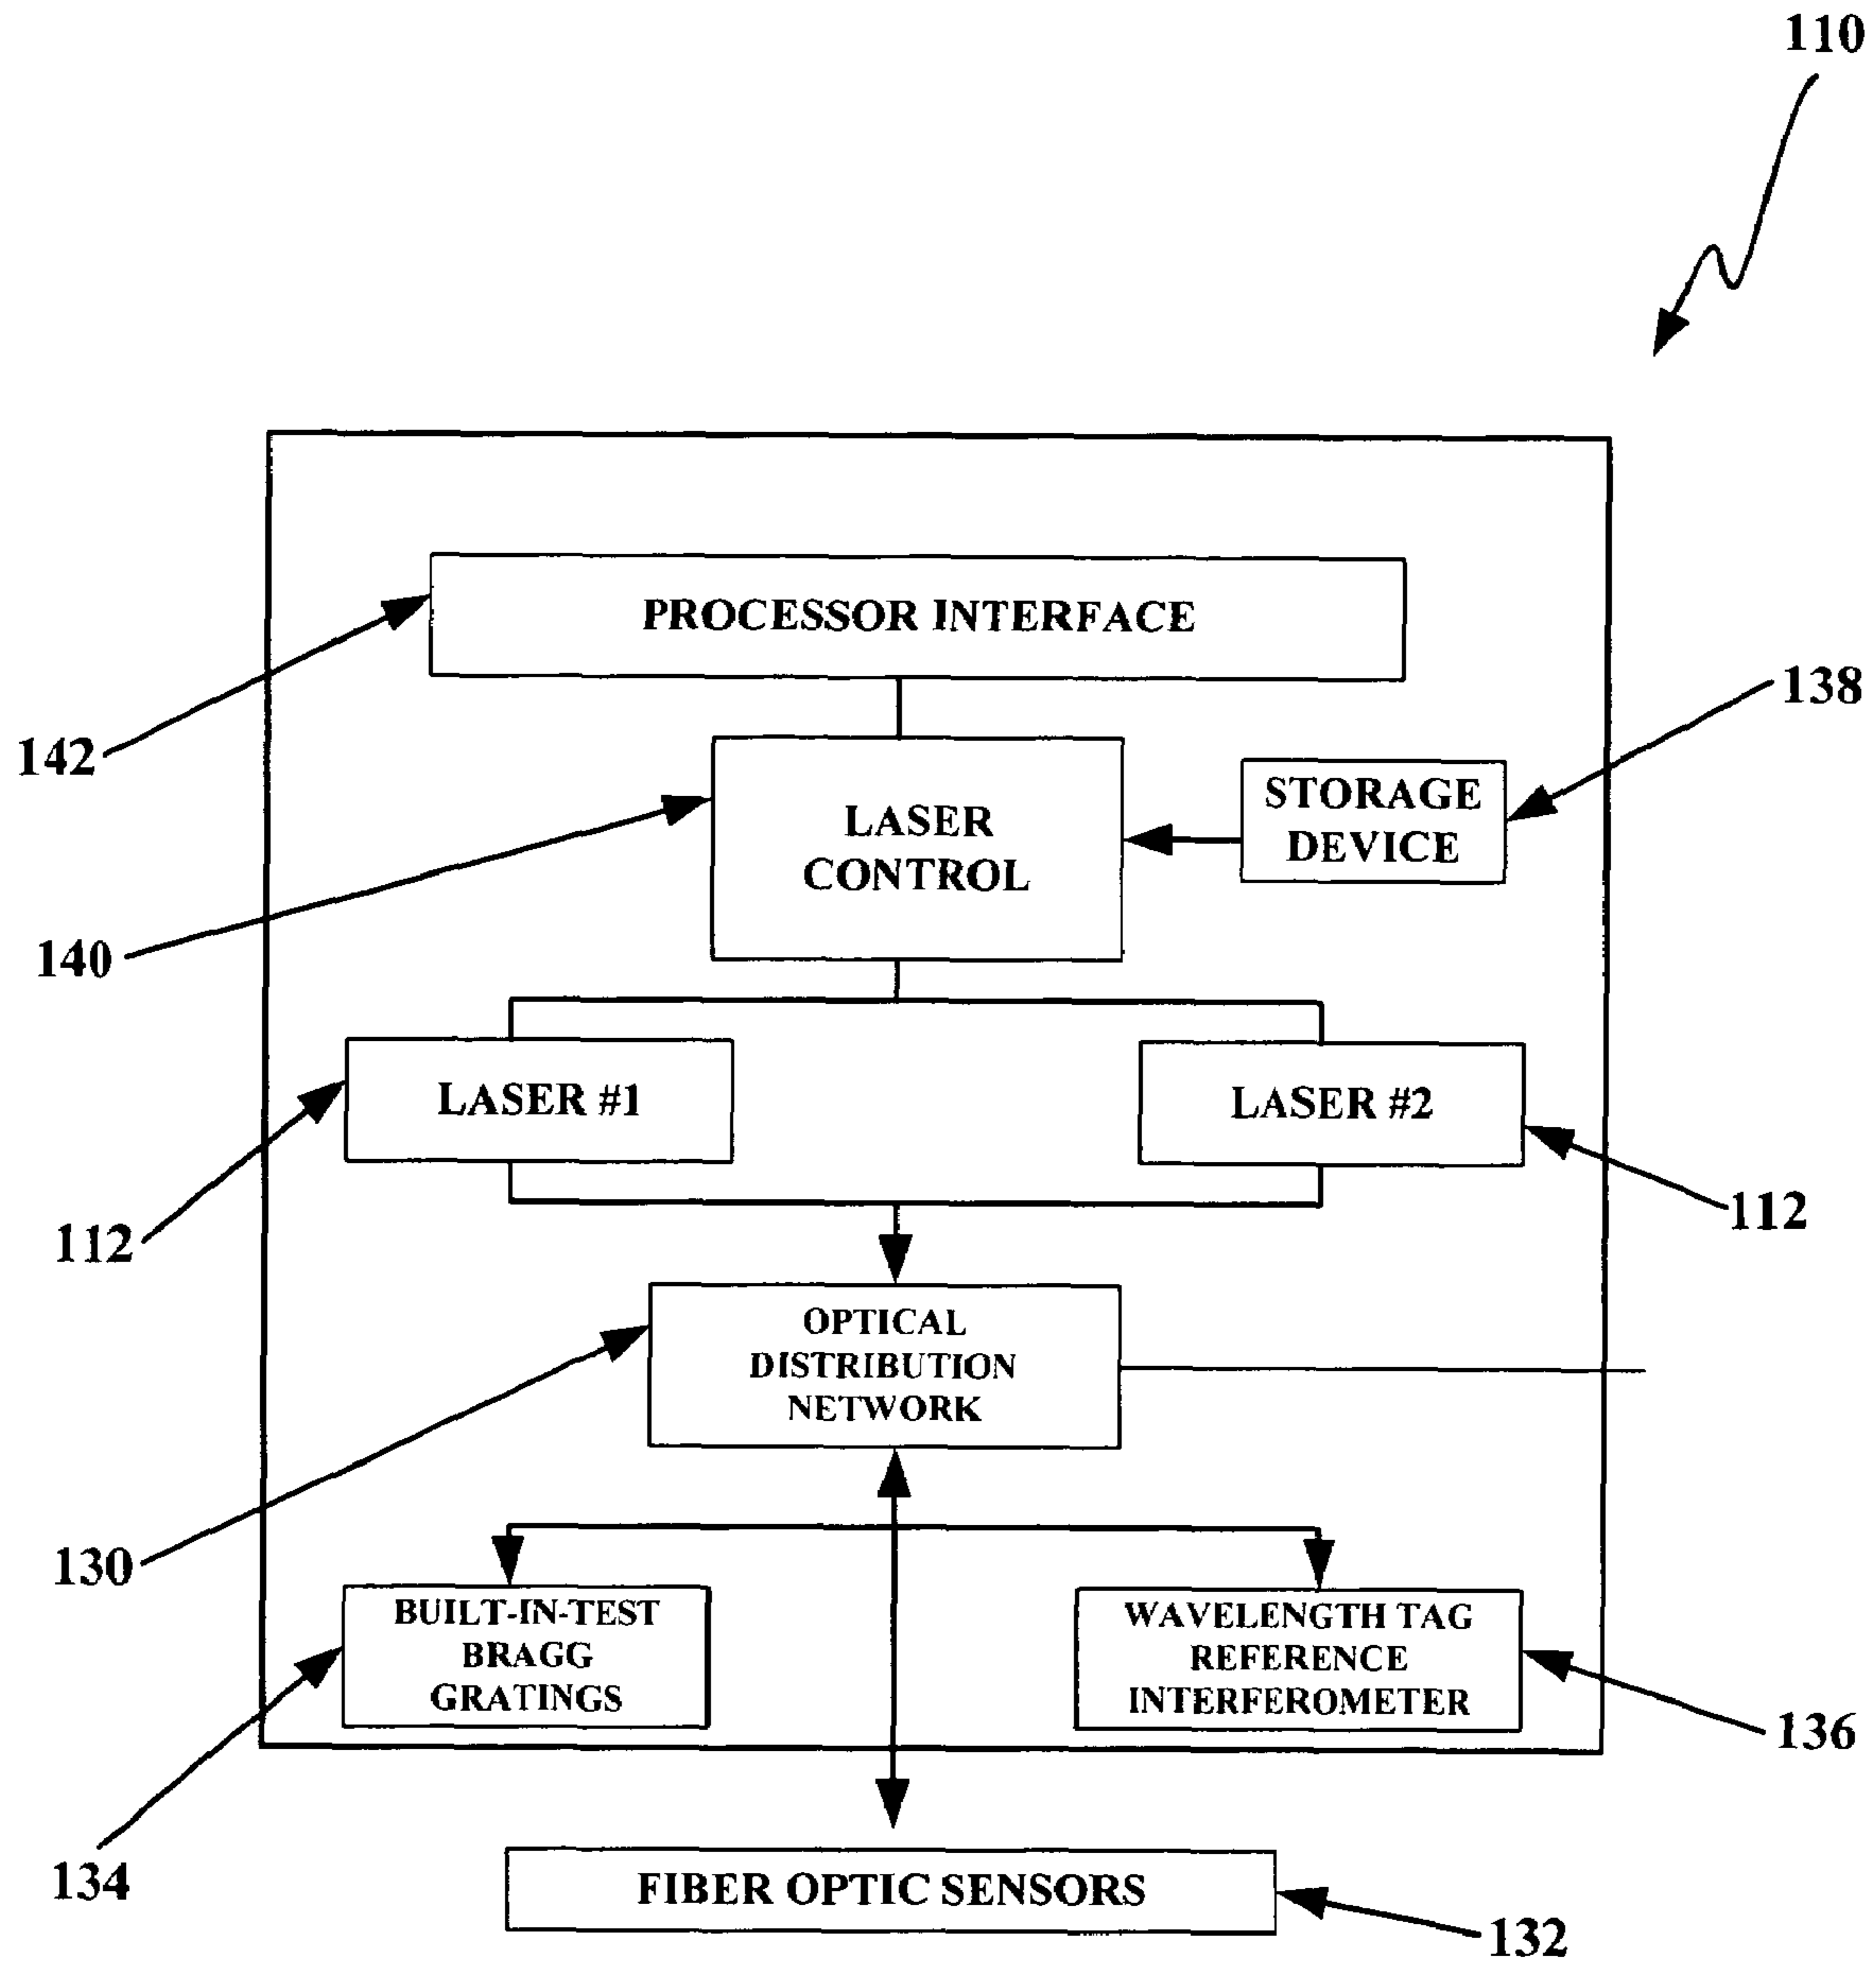 110
PROCESSOR INTERFACE
138
142
STORAGE
DEVICE
LASER
CONTROL
140
LASER #1
LASER #2
112
112
OPTICAL
DISTRIBUTION
NETWORK
130
BUILT-IN-TEST
BRAGG
GRATINGS
WAVELENGTH TAG
REFERENCE
INTERFEROMETER
136
134
FIBER OPTIC SENSORS
132